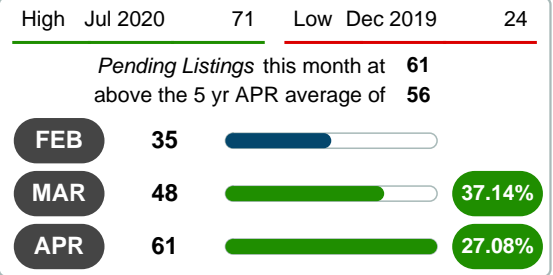 High Jul 2020 71 Low Dec 2019 24
Pending Listings this month at 61
above the 5 yr APR average of 56
FEB 35
MAR 48 37.14%
APR 61 27.08%